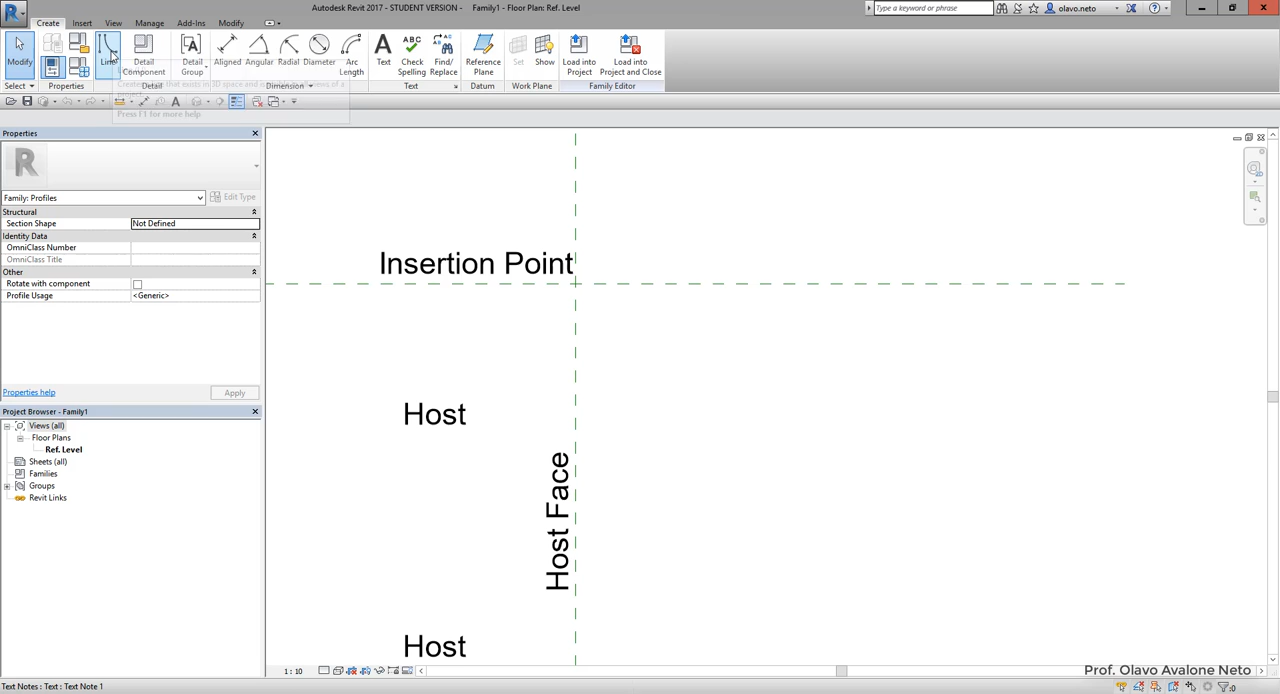 Autodesk Revit 2017 - STUDENT VERSION - Family1 - Floor Plan: Ref. Level
Type a keyword or phrase
olavo.neto
Create Insert View Manage Add-Ins Modify
Modify
Detail Component
Detail Group
Aligned
Angular
Radial
Diameter
Arc Length
Text
Check Spelling
Find/ Replace
Reference Plane
Set
Show
Load into Project
Load into Project and Close
Select
Properties
Detail
Dimension
Text
Datum
Work Plane
Family Editor
Press F1 for more help
Properties
Family: Profiles
Edit Type
Structural
Section Shape Not Defined
Identity Data
OmniClass Number
OmniClass Title
Other
Rotate with component
Profile Usage <Generic>
Properties help
Apply
Project Browser - Family1
Views (all)
Floor Plans
Ref. Level
Sheets (all)
Families
Groups
Revit Links
Insertion Point
Host
Host Face
Host
1 : 10
Prof. Olavo Avalone Neto
Text Notes : Text : Text Note 1
:0